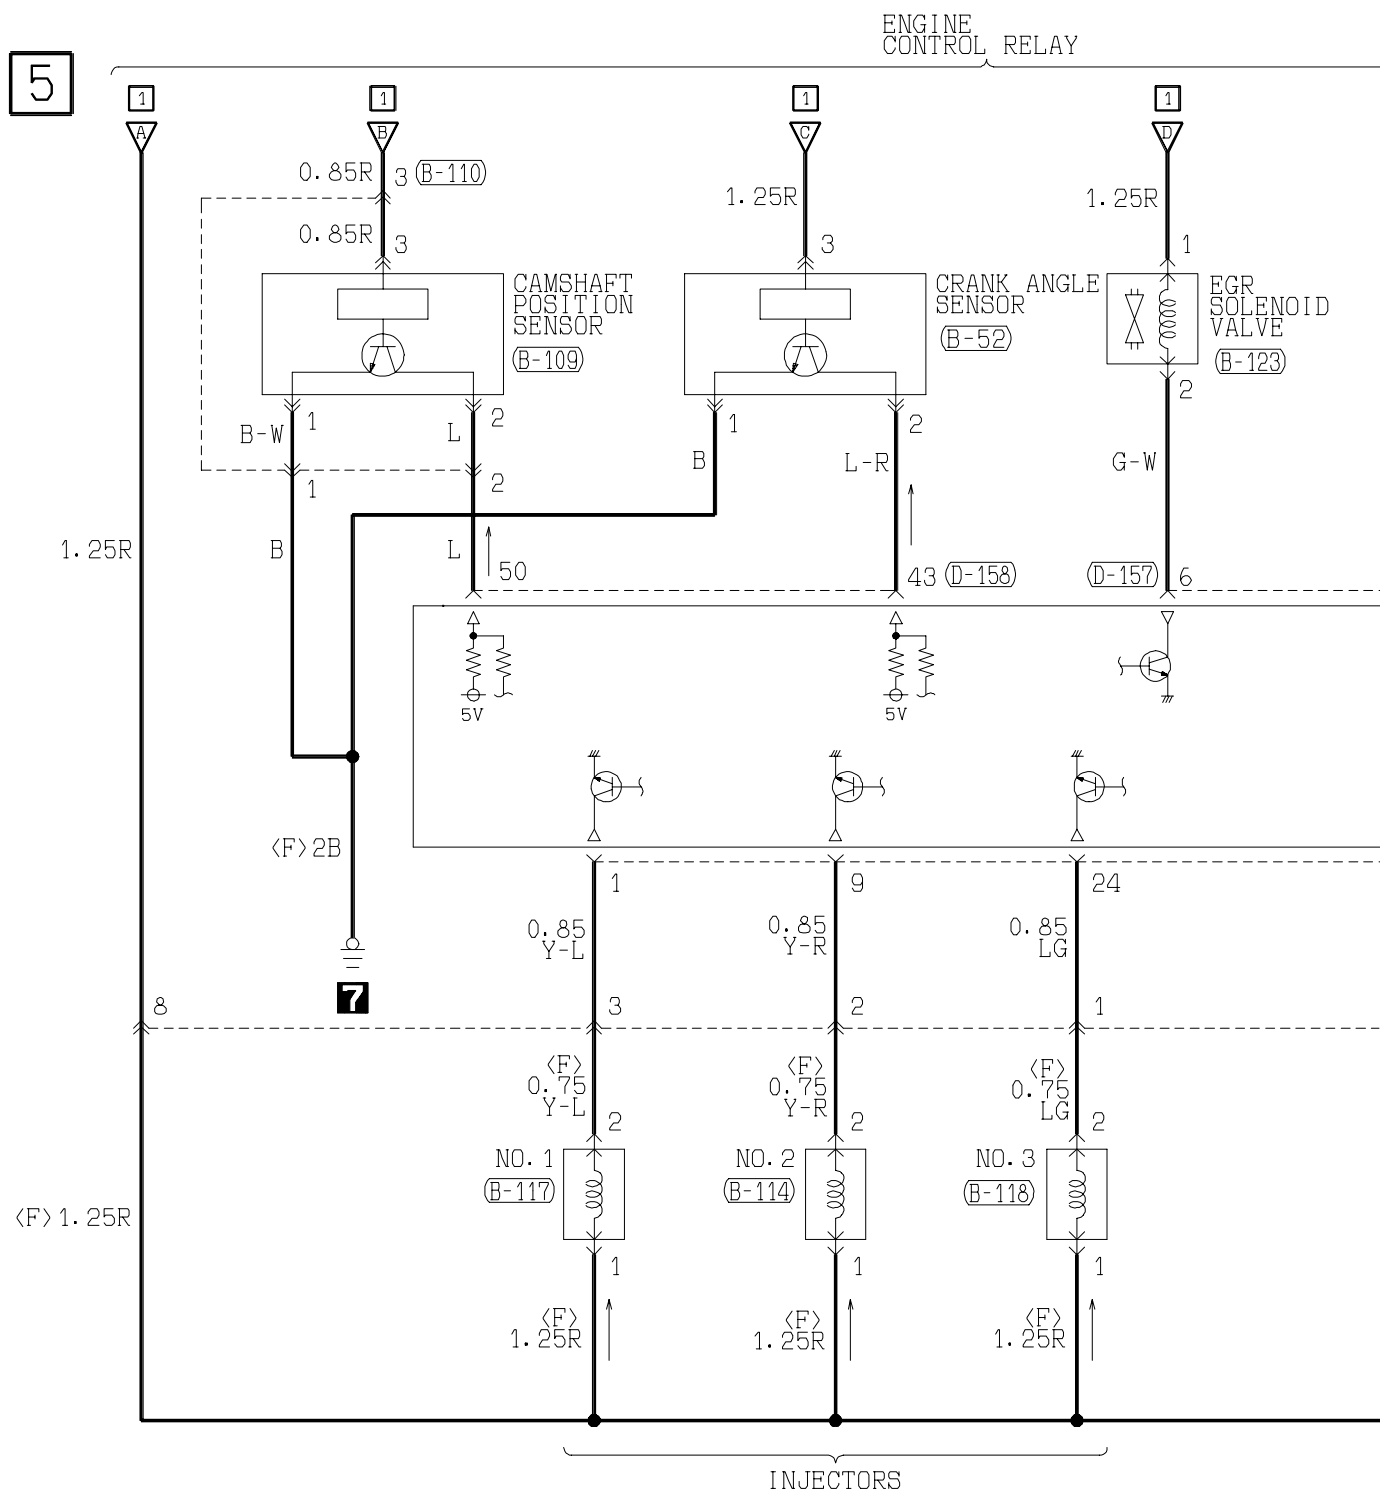 ENGINE
CONTROL RELAY
5
1
1
1
1
A
B
C
D
0.85R
3
(B-110)
1.25R
1.25R
0.85R
3
3
1
CAMSHAFT
POSITION
SENSOR
(B-109)
CRANK ANGLE
SENSOR
(B-52)
EGR
SOLENOID
VALVE
(B-123)
1
2
1
2
2
B-W
L
B
L-R
G-W
1
2
1.25R
B
L
50
43
(D-158)
(D-157)
6
5V
5V
<F>2B
1
9
24
0.85
Y-L
0.85
Y-R
0.85
LG
7
8
3
2
1
<F>
0.75
Y-L
<F>
0.75
Y-R
<F>
0.75
LG
2
2
2
NO.1
(B-117)
NO.2
(B-114)
NO.3
(B-118)
<F>1.25R
1
1
1
<F>
1.25R
<F>
1.25R
<F>
1.25R
INJECTORS